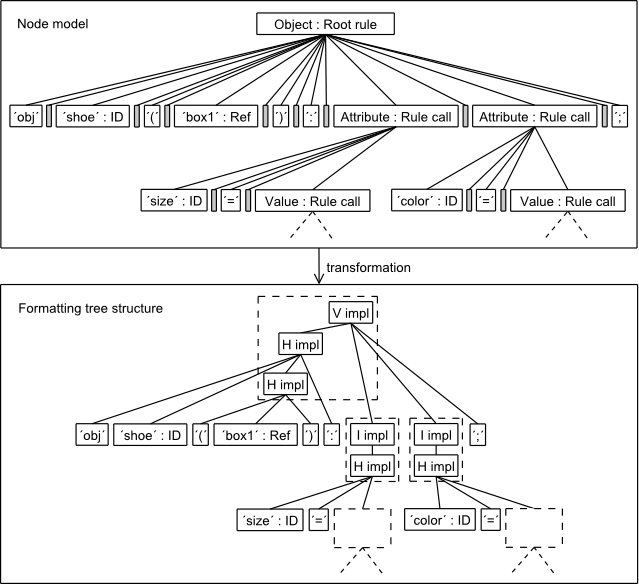 Node model
Object : Root rule
´obj´ ´shoe´ : ID ´(´ ´box1´ : Ref ´)´ ´:´ Attribute : Rule call Attribute : Rule call ´;´
´size´ : ID ´=´ Value : Rule call ´color´ : ID ´=´ Value : Rule call
transformation
Formatting tree structure
V impl
H impl
H impl
´obj´ ´shoe´ : ID ´(´ ´box1´ : Ref ´)´ ´:´ I impl I impl ´;´
H impl H impl
´size´ : ID ´=´ ´color´ : ID ´=´